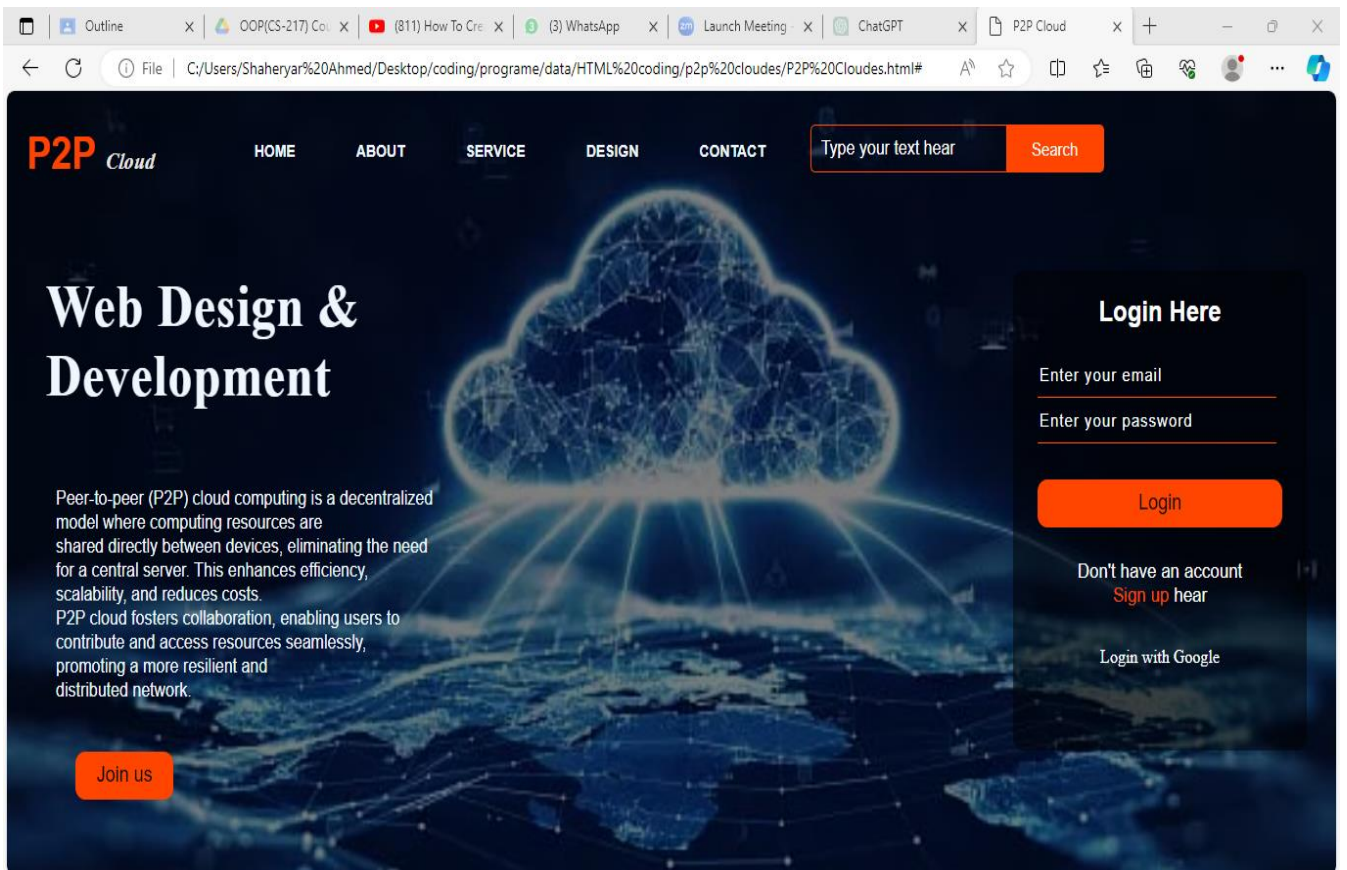 Outline
OOP(CS-217) Cou
(811) How To Cre
(3) WhatsApp
Launch Meeting -
ChatGPT
P2P Cloud
File
C:/Users/Shaheryar%20Ahmed/Desktop/coding/programe/data/HTML%20coding/p2p%20cloudes/P2P%20Cloudes.html#
P2P Cloud
HOME
ABOUT
SERVICE
DESIGN
CONTACT
Type your text hear
Search
Web Design &
Development
Peer-to-peer (P2P) cloud computing is a decentralized
model where computing resources are
shared directly between devices, eliminating the need
for a central server. This enhances efficiency,
scalability, and reduces costs.
P2P cloud fosters collaboration, enabling users to
contribute and access resources seamlessly,
promoting a more resilient and
distributed network.
Join us
Login Here
Enter your email
Enter your password
Login
Don't have an account
Sign up hear
Login with Google